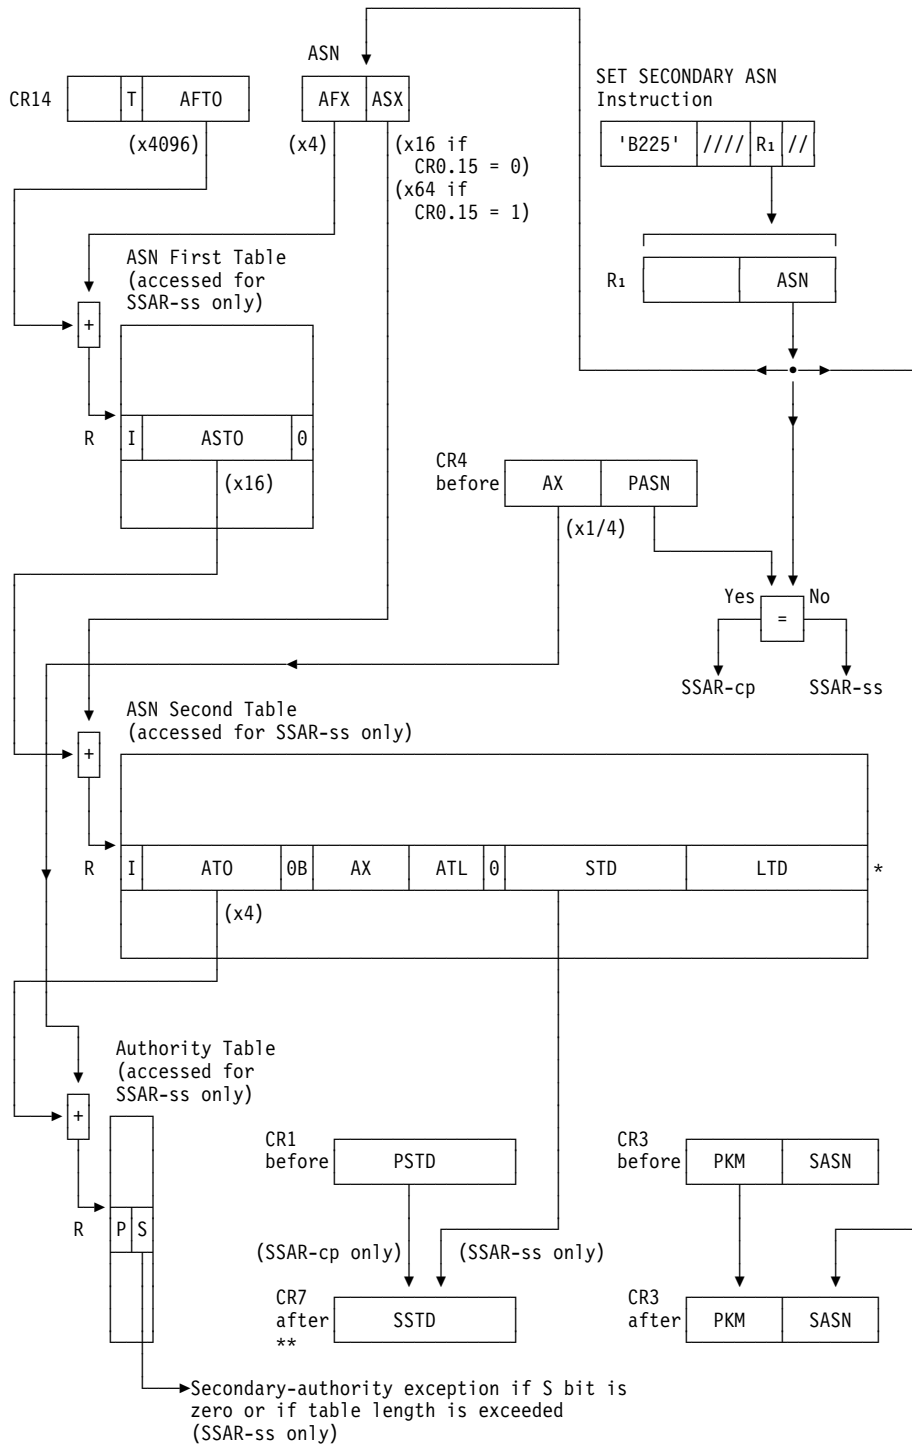 ASN
CR14 T AFTO
AFX ASX
SET SECONDARY ASN
Instruction
(x4096)
(x4)
(x16 if
CR0.15 = 0)
(x64 if
CR0.15 = 1)
'B225' //// R₁ //
ASN First Table
(accessed for
SSAR-ss only)
R₁ ASN
+
R I ASTO 0
(x16)
CR4
before AX PASN
(x1/4)
Yes = No
SSAR-cp SSAR-ss
ASN Second Table
(accessed for SSAR-ss only)
+
R I ATO 0B AX ATL 0 STD LTD *
(x4)
Authority Table
(accessed for
SSAR-ss only)
+
R P S
CR1
before PSTD
CR3
before PKM SASN
(SSAR-cp only) (SSAR-ss only)
CR7
after SSTD
**
CR3
after PKM SASN
Secondary-authority exception if S bit is
zero or if table length is exceeded
(SSAR-ss only)